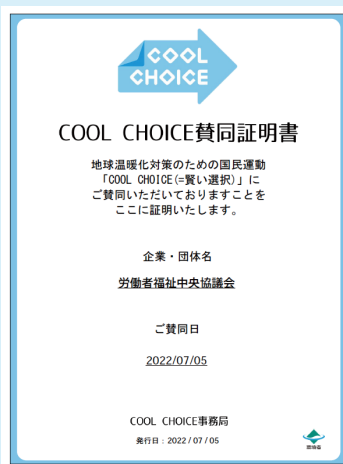 COOL
CHOICE
COOL CHOICE賛同証明書
地球温暖化対策のための国民運動
「COOL CHOICE(=賢い選択)」に
ご賛同いただいておりますことを
ここに証明いたします。
企業・団体名
労働者福祉中央協議会
ご賛同日
2022/07/05
COOL CHOICE事務局
発行日：2022/07/05
環境省